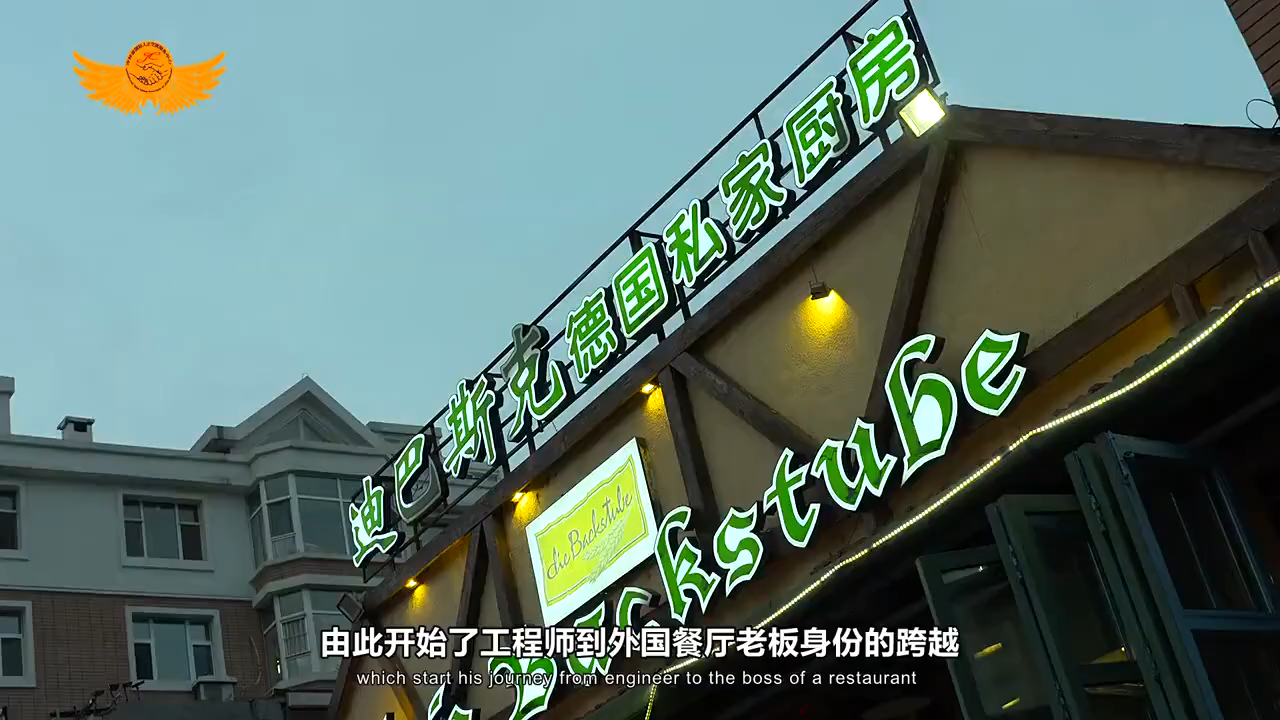 迪巴斯克德国私家厨房
die Backstube
Backstube
由此开始了工程师到外国餐厅老板身份的跨越
which start his journey from engineer to the boss of a restaurant